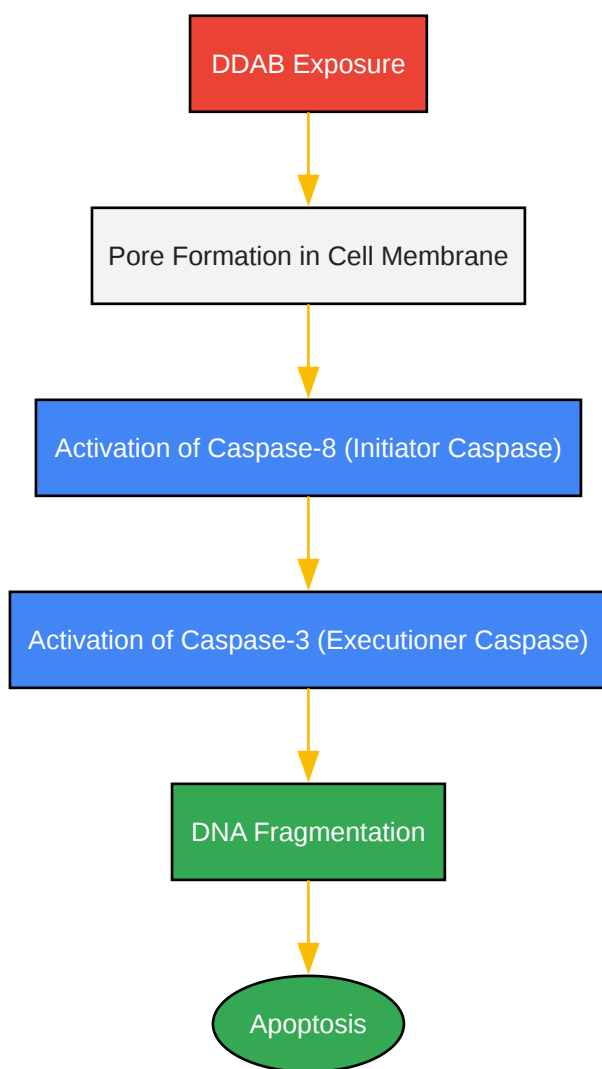 DDAB Exposure
Pore Formation in Cell Membrane
Activation of Caspase-8 (Initiator Caspase)
Activation of Caspase-3 (Executioner Caspase)
DNA Fragmentation
Apoptosis